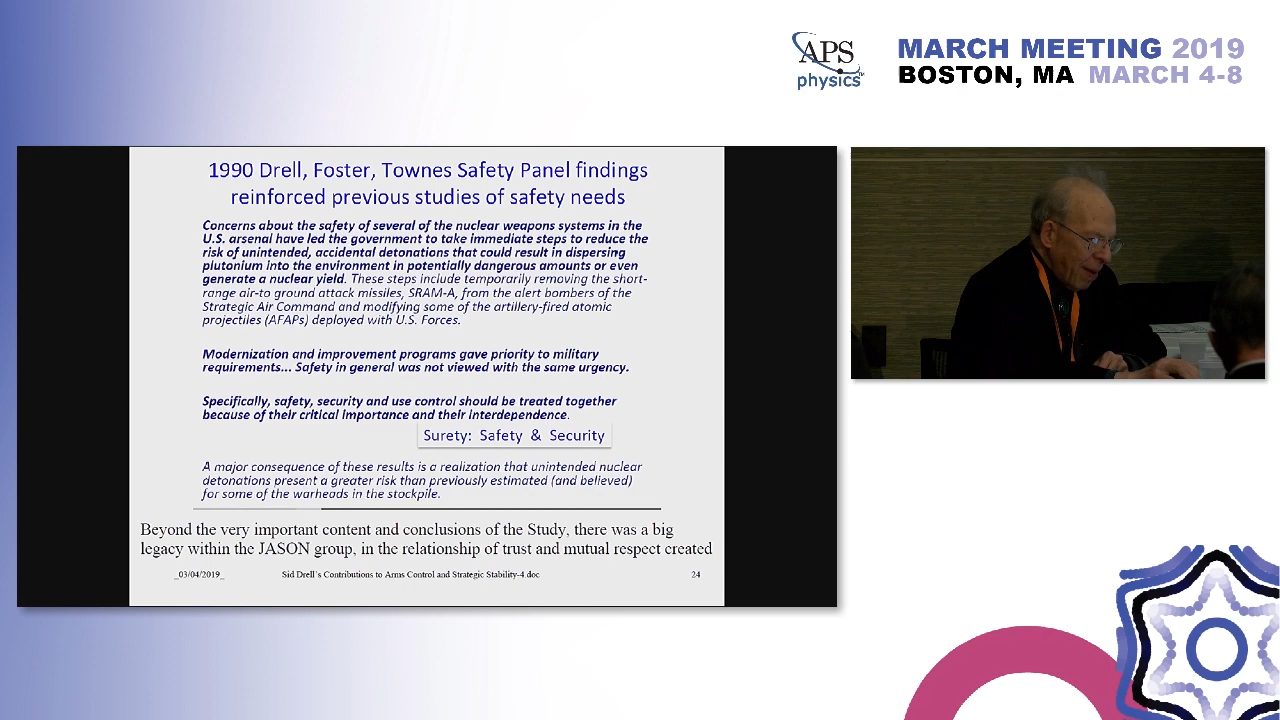 APS
physics
MARCH MEETING 2019
BOSTON, MA MARCH 4-8
1990 Drell, Foster, Townes Safety Panel findings
reinforced previous studies of safety needs
Concerns about the safety of several of the nuclear weapons systems in the
U.S. arsenal have led the government to take immediate steps to reduce the
risk of unintended, accidental detonations that could result in dispersing
plutonium into the environment in potentially dangerous amounts or even
generate a nuclear yield. These steps include temporarily removing the short-
range air-to ground attack missiles, SRAM-A, from the alert bombers of the
Strategic Air Command and modifying some of the artillery-fired atomic
projectiles (AFAPs) deployed with U.S. Forces.
Modernization and improvement programs gave priority to military
requirements... Safety in general was not viewed with the same urgency.
Specifically, safety, security and use control should be treated together
because of their critical importance and their interdependence.
Surety: Safety & Security
A major consequence of these results is a realization that unintended nuclear
detonations present a greater risk than previously estimated (and believed)
for some of the warheads in the stockpile.
Beyond the very important content and conclusions of the Study, there was a big
legacy within the JASON group, in the relationship of trust and mutual respect created
_03/04/2019_ Sid Drell's Contributions to Arms Control and Strategic Stability-4.doc 24